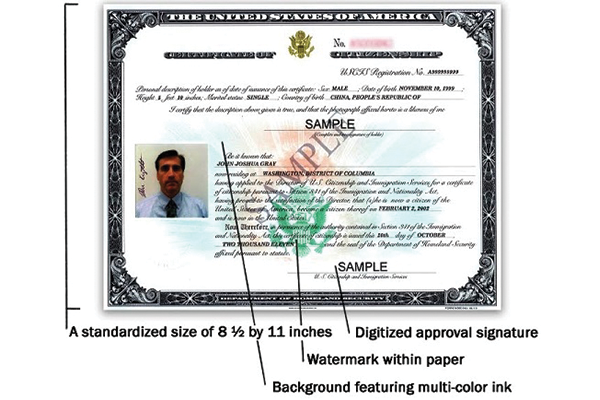 THE UNITED STATES OF AMERICA
No.
CERTIFICATE OF CITIZENSHIP
USCIS Registration No. A999999999
Personal description of holder as of date of issuance of this certificate: Sex: MALE ; Date of birth NOVEMBER 10, 1999 ;
Height 5 feet 10 inches; Marital status SINGLE ; Country of birth CHINA, PEOPLE'S REPUBLIC OF
I certify that the description above given is true, and that the photograph affixed hereto is a likeness of me
SAMPLE
(Complete and true signature of holder)
SAMPLE
Be it known that
JOHN JOSHUA GRAY
now residing at WASHINGTON, DISTRICT OF COLUMBIA
having applied to the Director of U.S. Citizenship and Immigration Services for a certificate
of citizenship pursuant to Section 341 of the Immigration and Nationality Act,
having proved to the satisfaction of the Director, that (s)he is now a citizen of the
United States of America, became a citizen thereof on FEBRUARY 2, 2002
and is now in the United States,
Now Therefore, in pursuance of the authority contained in Section 341 of the Immigration
and Nationality Act, this certificate of citizenship is issued this 20th day of OCTOBER
TWO THOUSAND ELEVEN and the seal of the Department of Homeland Security
affixed pursuant to statute.
SAMPLE
U.S. Citizenship and Immigration Services
DEPARTMENT OF HOMELAND SECURITY
A standardized size of 8 ½ by 11 inches
Digitized approval signature
Watermark within paper
Background featuring multi-color ink